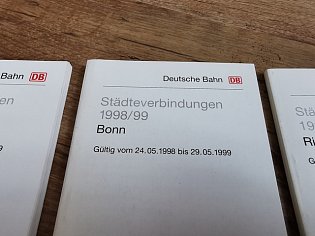 Bahn DB
Deutsche Bahn DB
Städteverbindungen
1998/99
Bonn
Gültig vom 24.05.1998 bis 29.05.1999